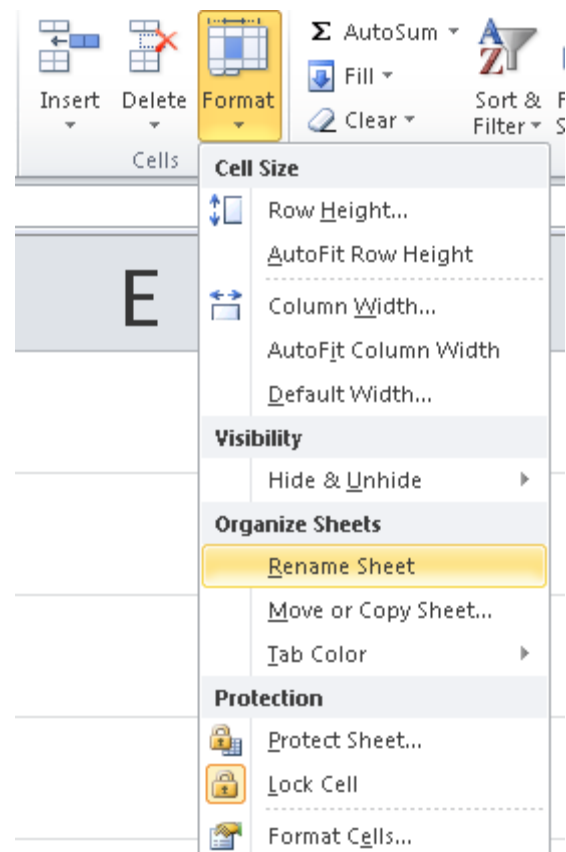 Σ AutoSum
Fill
Clear
Insert Delete Format
Sort &
Filter
Cells
Cell Size
Row Height...
AutoFit Row Height
E
Column Width...
AutoFit Column Width
Default Width...
Visibility
Hide & Unhide
Organize Sheets
Rename Sheet
Move or Copy Sheet...
Tab Color
Protection
Protect Sheet...
Lock Cell
Format Cells...